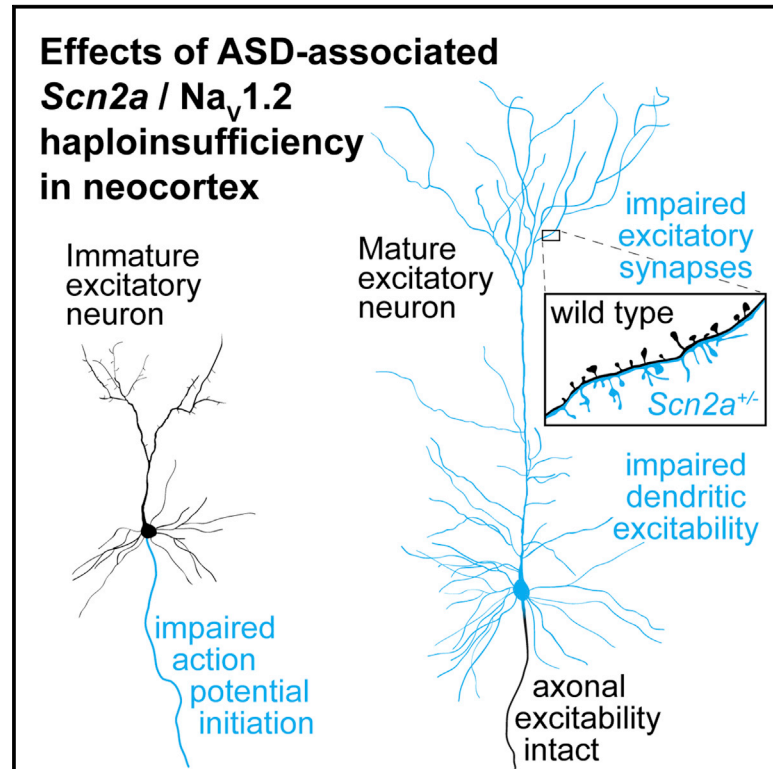 Effects of ASD-associated
Scn2a / NaV1.2
haploinsufficiency
in neocortex
Immature
excitatory
neuron
impaired
action
potential
initiation
Mature
excitatory
neuron
impaired
excitatory
synapses
wild type
Scn2a+/-
impaired
dendritic
excitability
axonal
excitability
intact